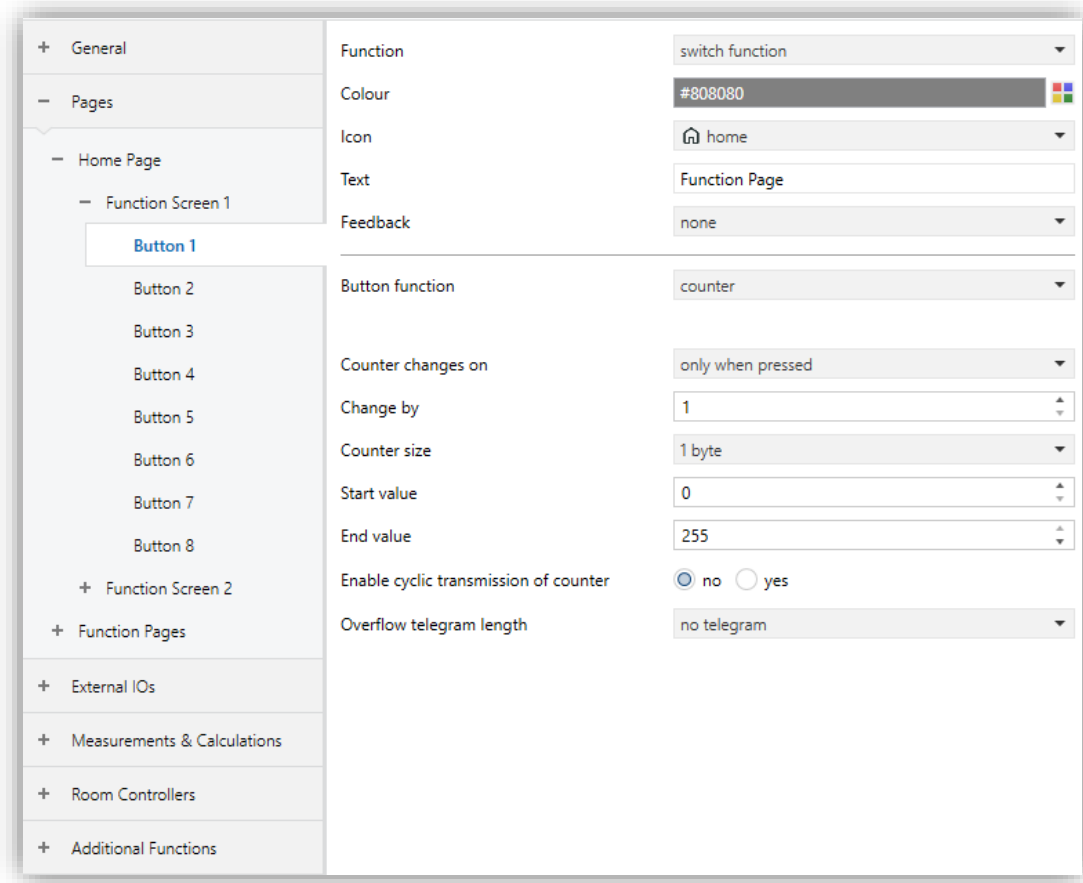 General
Pages
Home Page
Function Screen 1
Button 1
Button 2
Button 3
Button 4
Button 5
Button 6
Button 7
Button 8
Function Screen 2
Function Pages
External IOs
Measurements & Calculations
Room Controllers
Additional Functions
Function switch function
Colour #808080
Icon home
Text Function Page
Feedback none
Button function counter
Counter changes on only when pressed
Change by 1
Counter size 1 byte
Start value 0
End value 255
Enable cyclic transmission of counter no yes
Overflow telegram length no telegram